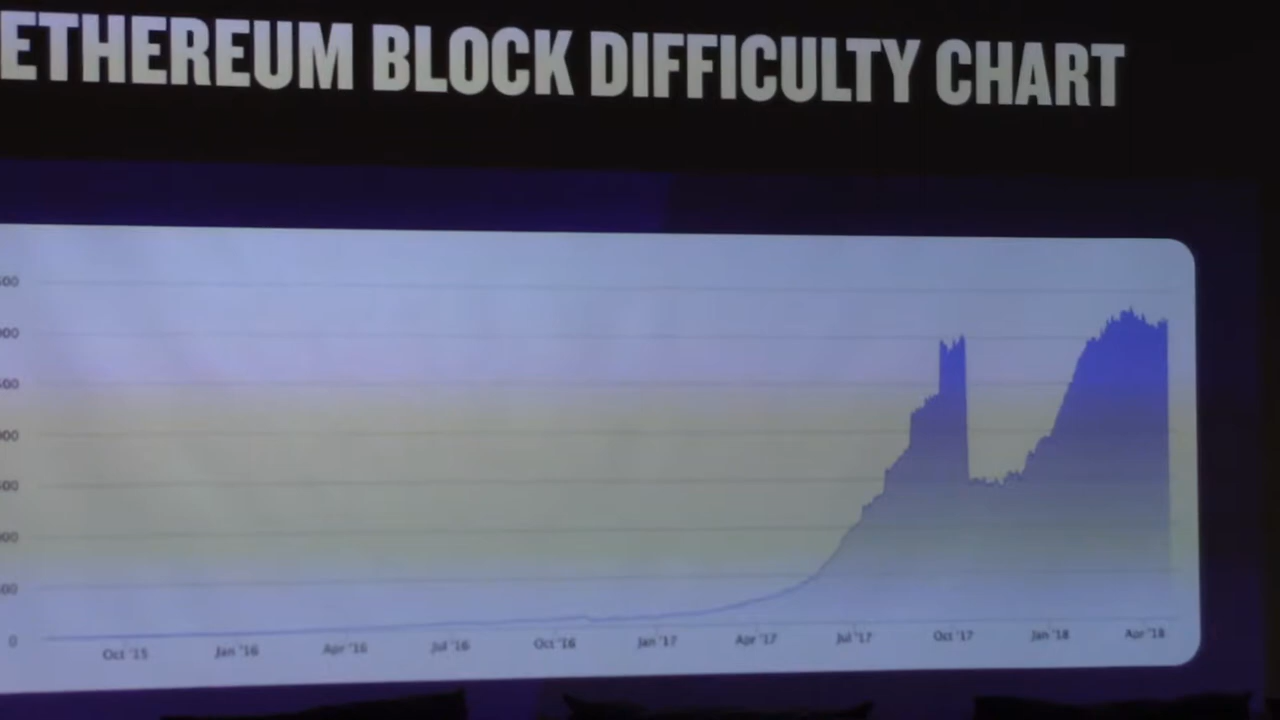 ETHEREUM BLOCK DIFFICULTY CHART
500
0
Oct '15 Jan '16 Apr '16 Jul '16 Oct '16 Jan '17 Apr '17 Jul '17 Oct '17 Jan '18 Apr '18